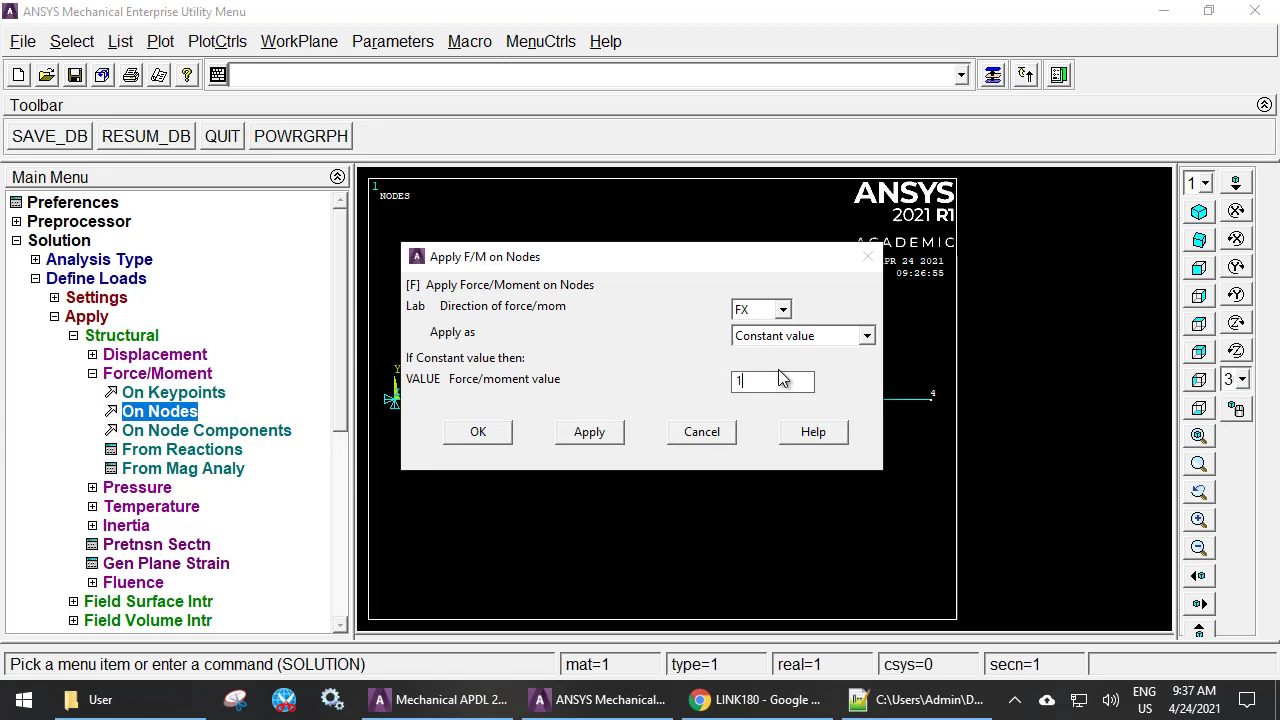 ANSYS Mechanical Enterprise Utility Menu
File Select List Plot PlotCtrls WorkPlane Parameters Macro MenuCtrls Help
Toolbar
SAVE_DB RESUM_DB QUIT POWRGRPH
Main Menu
Preferences
Preprocessor
Solution
Analysis Type
Define Loads
Settings
Apply
Structural
Displacement
Force/Moment
On Keypoints
On Nodes
On Node Components
From Reactions
From Mag Analy
Pressure
Temperature
Inertia
Pretnsn Sectn
Gen Plane Strain
Fluence
Field Surface Intr
Field Volume Intr
1
NODES
ANSYS
2021 R1
ACADEMIC
PR 24 2021
09:26:55
Y
4
Apply F/M on Nodes
[F] Apply Force/Moment on Nodes
Lab Direction of force/mom FX
Apply as Constant value
If Constant value then:
VALUE Force/moment value 1
OK Apply Cancel Help
1
3
Pick a menu item or enter a command (SOLUTION) mat=1 type=1 real=1 csys=0 secn=1
User Mechanical APDL 2... ANSYS Mechanical... LINK180 - Google ... C:\Users\Admin\D...
ENG
US
9:37 AM
4/24/2021